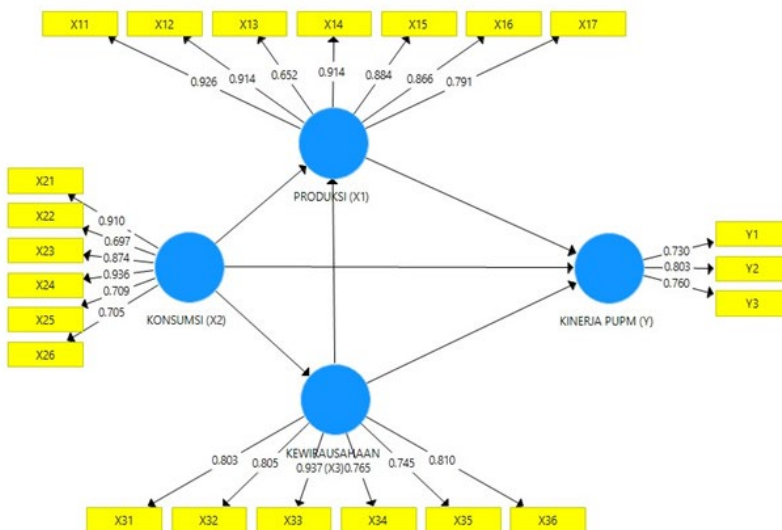 X11 X12 X13 X14 X15 X16 X17
0.926 0.914 0.652 0.914 0.884 0.866 0.791
PRODUKSI (X1)
X21
X22
X23
X24
X25
X26
0.910
0.697
0.874
0.936
0.709
0.705
KONSUMSI (X2)
0.730
0.803
0.760
Y1
Y2
Y3
KINERJA PUPM (Y)
KEWIRAUSAHAAN
(X3)
0.803 0.805 0.937 0.765 0.745 0.810
X31 X32 X33 X34 X35 X36